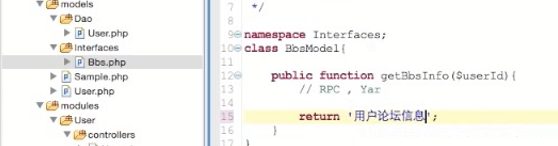 models
Dao
User.php
Interfaces
Bbs.php
Sample.php
User.php
modules
User
controllers
7
*/
8
9
namespace Interfaces;
10
class BbsModel{
11
12
public function getBbsInfo($userId){
13
// RPC , Yar
14
15
return '用户论坛信息';
16
}
17
}